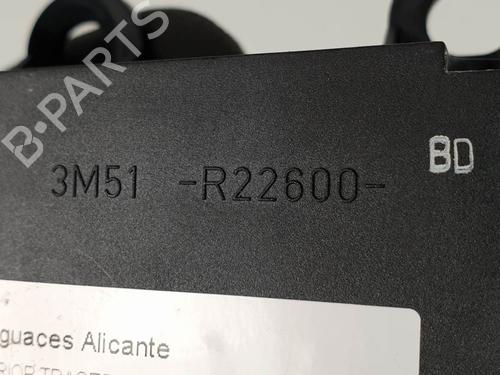 B-PARTS
BD
3M51 -R22600-
guaces Alicante